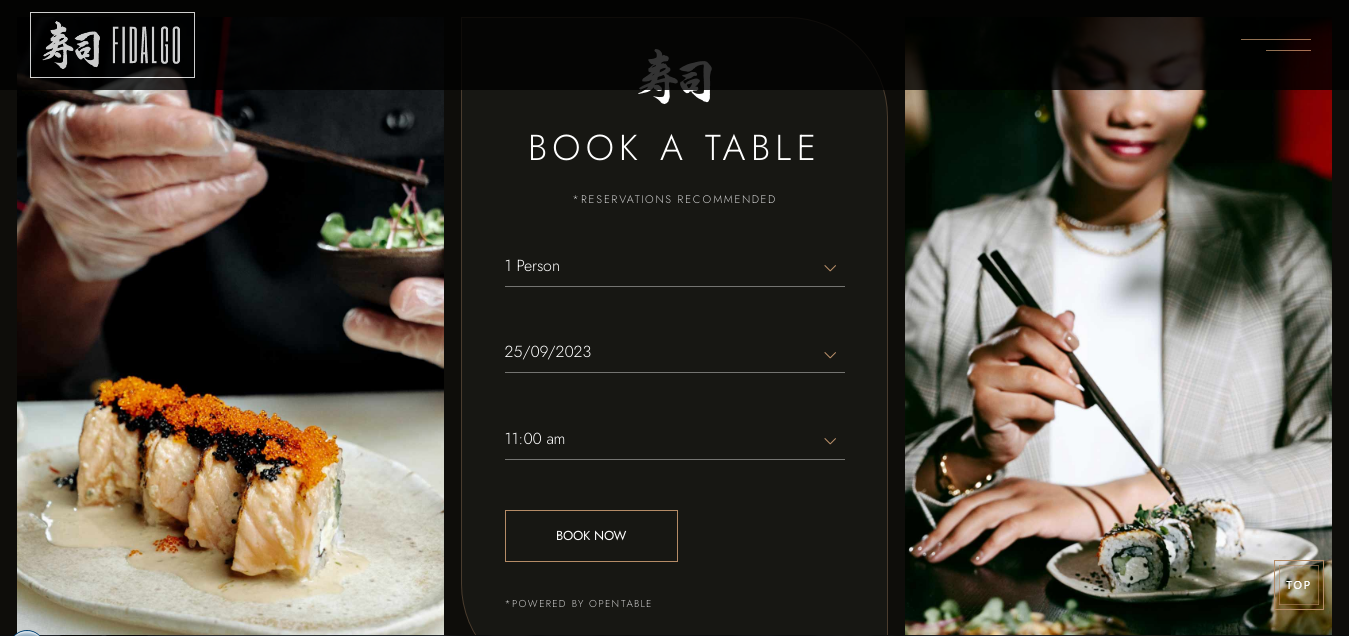 寿司 FIDALGO
寿司
BOOK A TABLE
*RESERVATIONS RECOMMENDED
1 Person
25/09/2023
11:00 am
BOOK NOW
*POWERED BY OPENTABLE
TOP